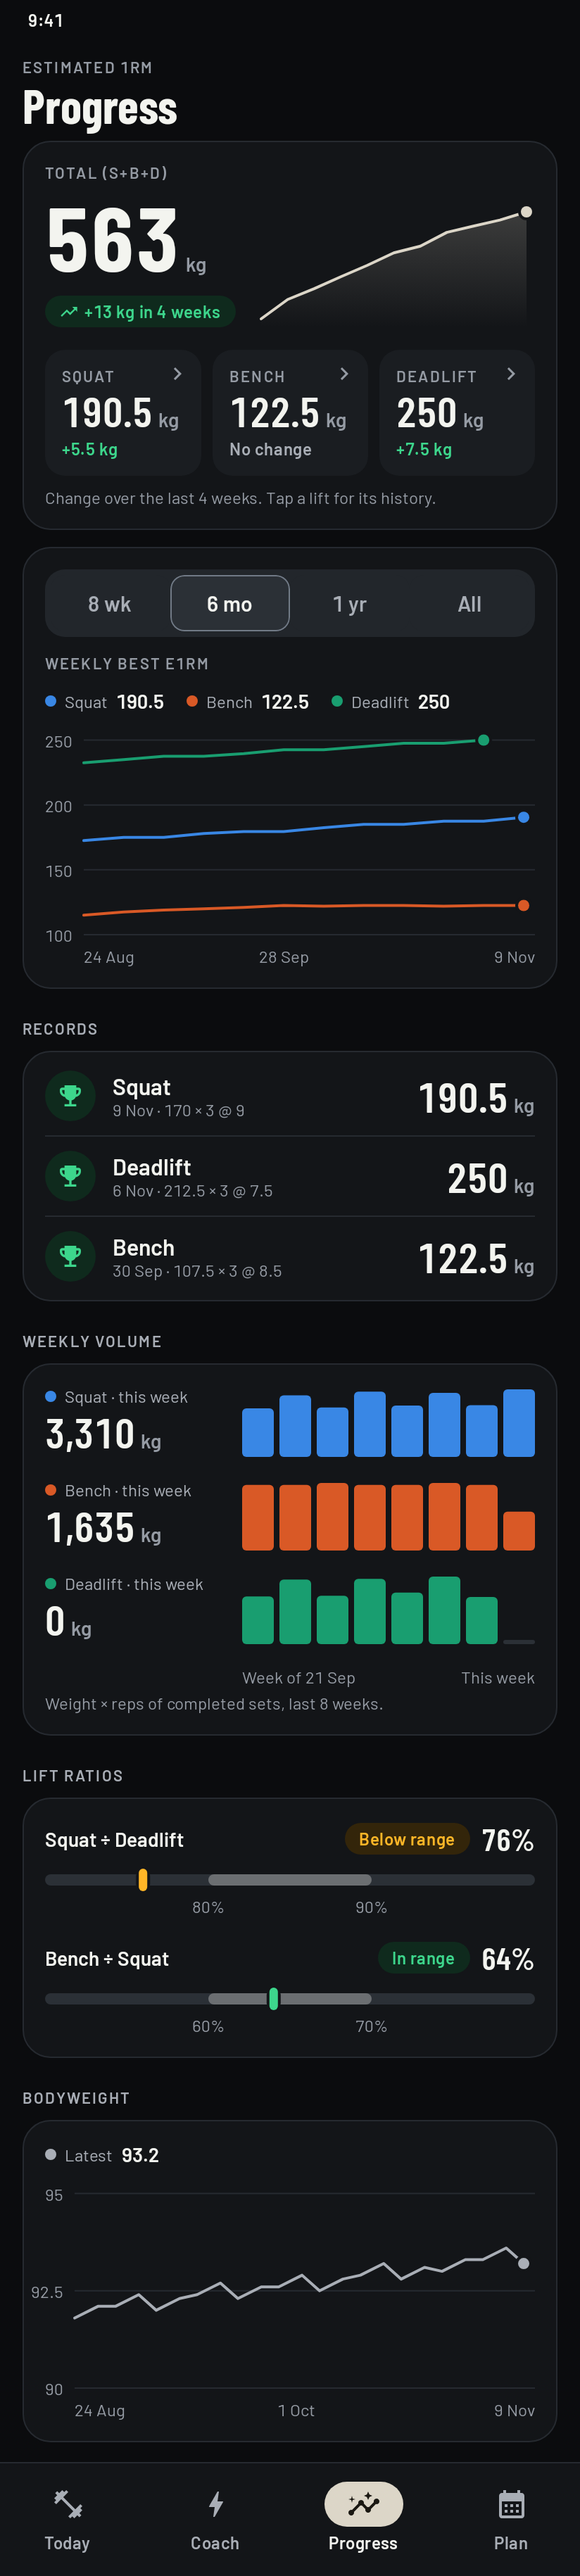 9:41
ESTIMATED 1RM
Progress
TOTAL (S+B+D)
563 kg
+13 kg in 4 weeks
SQUAT
190.5 kg
+5.5 kg
BENCH
122.5 kg
No change
DEADLIFT
250 kg
+7.5 kg
Change over the last 4 weeks. Tap a lift for its history.
8 wk 6 mo 1 yr All
WEEKLY BEST E1RM
Squat 190.5 Bench 122.5 Deadlift 250
250
200
150
100
24 Aug 28 Sep 9 Nov
RECORDS
Squat
9 Nov · 170 × 3 @ 9
190.5 kg
Deadlift
6 Nov · 212.5 × 3 @ 7.5
250 kg
Bench
30 Sep · 107.5 × 3 @ 8.5
122.5 kg
WEEKLY VOLUME
Squat · this week
3,310 kg
Bench · this week
1,635 kg
Deadlift · this week
0 kg
Week of 21 Sep This week
Weight × reps of completed sets, last 8 weeks.
LIFT RATIOS
Squat ÷ Deadlift Below range 76%
80% 90%
Bench ÷ Squat In range 64%
60% 70%
BODYWEIGHT
Latest 93.2
95
92.5
90
24 Aug 1 Oct 9 Nov
Today Coach Progress Plan